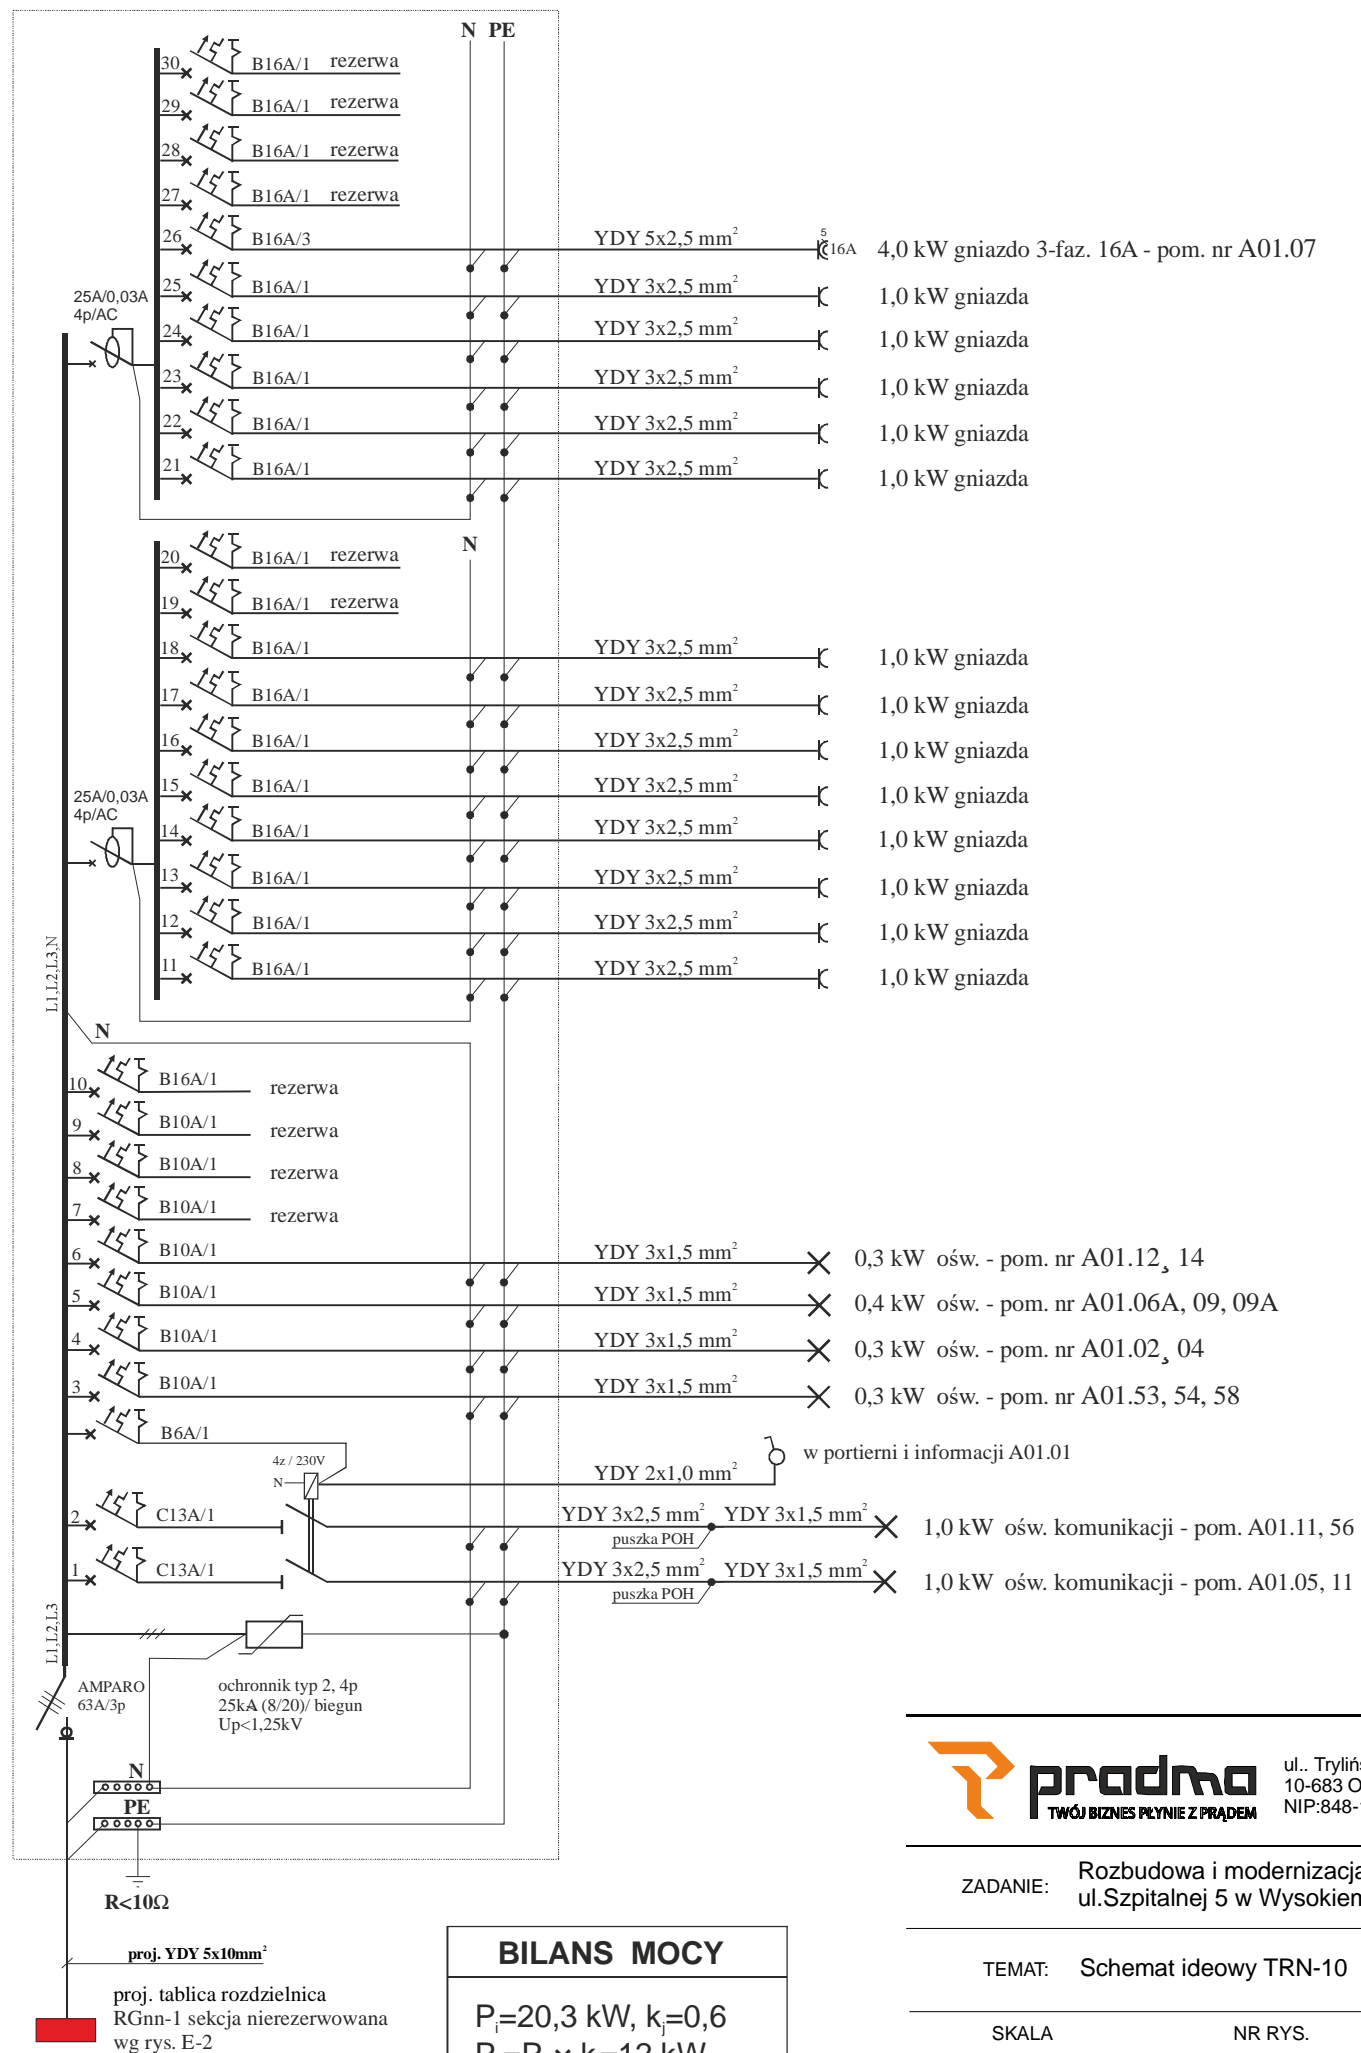 N PE
30 B16A/1 rezerwa
29 B16A/1 rezerwa
28 B16A/1 rezerwa
27 B16A/1 rezerwa
26 B16A/3 YDY 5x2,5 mm² 5 16A 4,0 kW gniazdo 3-faz. 16A - pom. nr A01.07
25 B16A/1 YDY 3x2,5 mm² 1,0 kW gniazda
25A/0,03A
4p/AC
24 B16A/1 YDY 3x2,5 mm² 1,0 kW gniazda
23 B16A/1 YDY 3x2,5 mm² 1,0 kW gniazda
22 B16A/1 YDY 3x2,5 mm² 1,0 kW gniazda
21 B16A/1 YDY 3x2,5 mm² 1,0 kW gniazda
N
20 B16A/1 rezerwa
19 B16A/1 rezerwa
18 B16A/1 YDY 3x2,5 mm² 1,0 kW gniazda
17 B16A/1 YDY 3x2,5 mm² 1,0 kW gniazda
16 B16A/1 YDY 3x2,5 mm² 1,0 kW gniazda
15 B16A/1 YDY 3x2,5 mm² 1,0 kW gniazda
25A/0,03A
4p/AC
14 B16A/1 YDY 3x2,5 mm² 1,0 kW gniazda
13 B16A/1 YDY 3x2,5 mm² 1,0 kW gniazda
12 B16A/1 YDY 3x2,5 mm² 1,0 kW gniazda
11 B16A/1 YDY 3x2,5 mm² 1,0 kW gniazda
L1,L2,L3,N
N
10 B16A/1 rezerwa
9 B10A/1 rezerwa
8 B10A/1 rezerwa
7 B10A/1 rezerwa
6 B10A/1 YDY 3x1,5 mm² 0,3 kW ośw. - pom. nr A01.12, 14
5 B10A/1 YDY 3x1,5 mm² 0,4 kW ośw. - pom. nr A01.06A, 09, 09A
4 B10A/1 YDY 3x1,5 mm² 0,3 kW ośw. - pom. nr A01.02, 04
3 B10A/1 YDY 3x1,5 mm² 0,3 kW ośw. - pom. nr A01.53, 54, 58
B6A/1
4z / 230V
N
YDY 2x1,0 mm² w portierni i informacji A01.01
2 C13A/1 YDY 3x2,5 mm² YDY 3x1,5 mm² 1,0 kW ośw. komunikacji - pom. A01.11, 56
puszka POH
1 C13A/1 YDY 3x2,5 mm² YDY 3x1,5 mm² 1,0 kW ośw. komunikacji - pom. A01.05, 11
puszka POH
L1,L2,L3
AMPARO
63A/3p
ochronnik typ 2, 4p
25kA (8/20)/ biegun
Up<1,25kV
N
PE
R<10Ω
proj. YDY 5x10mm²
proj. tablica rozdzielnica
RGnn-1 sekcja nierezerwowana
wg rys. E-2
BILANS MOCY
Pi=20,3 kW, kj=0,6
pradma
TWÓJ BIZNES PŁYNIE Z PRĄDEM
ul.. Tryliń
10-683 O
NIP:848-
ZADANIE: Rozbudowa i modernizacja
ul.Szpitalnej 5 w Wysokiem
TEMAT: Schemat ideowy TRN-10
SKALA NR RYS.